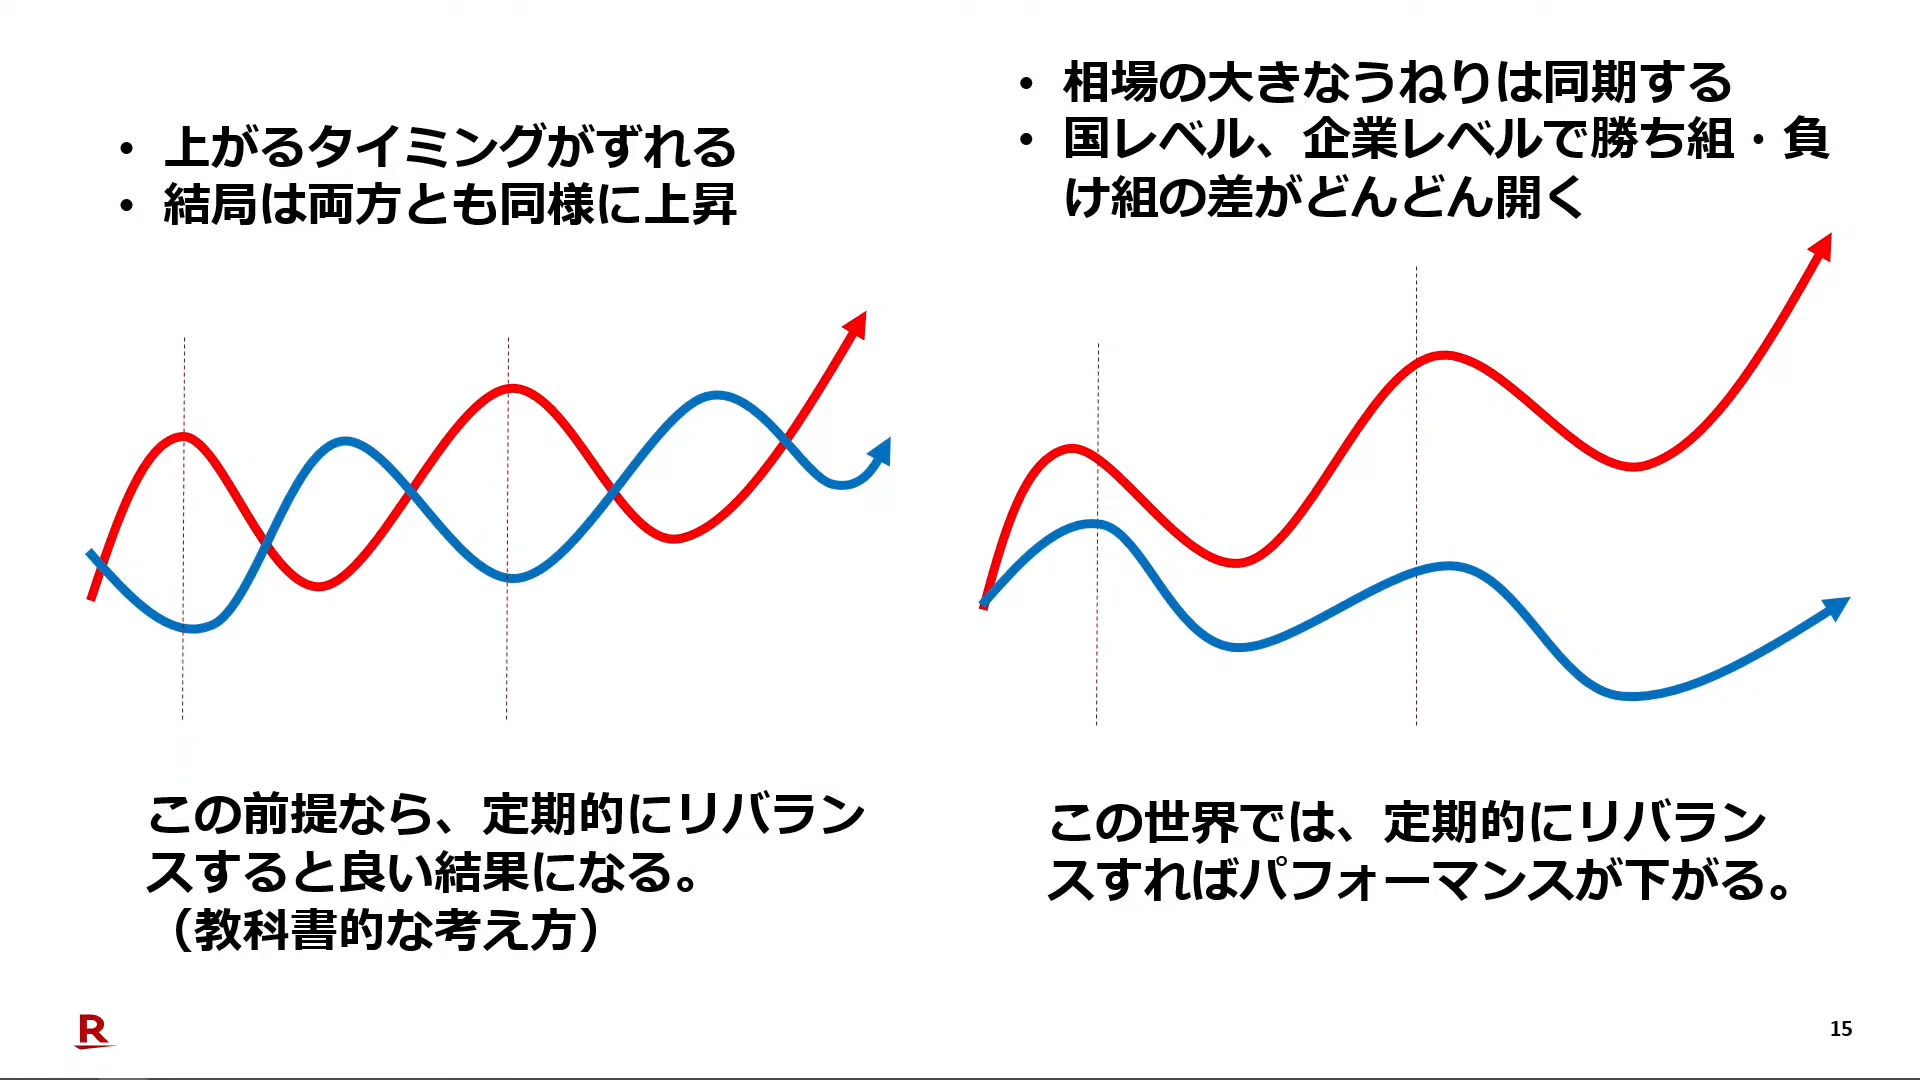 • 上がるタイミングがずれる
• 結局は両方とも同様に上昇
この前提なら、定期的にリバラン
スすると良い結果になる。
（教科書的な考え方）
• 相場の大きなうねりは同期する
• 国レベル、企業レベルで勝ち組・負
け組の差がどんどん開く
この世界では、定期的にリバラン
スすればパフォーマンスが下がる。
R
15